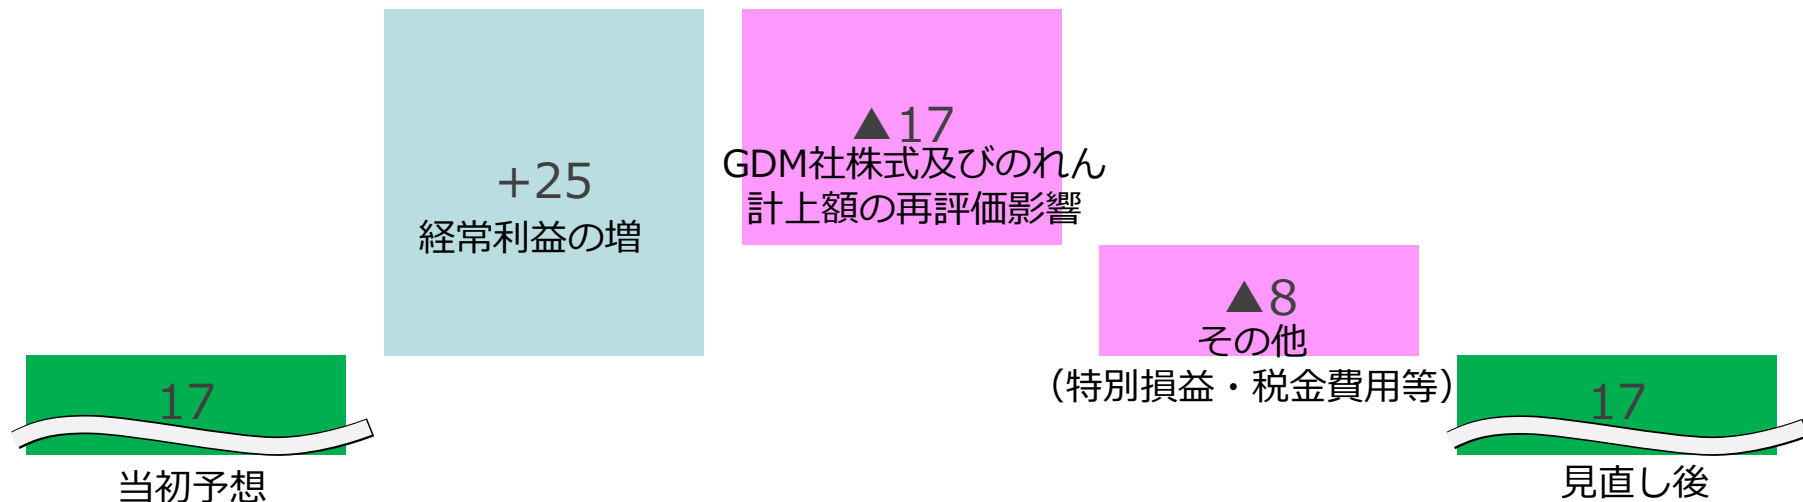 17
当初予想
+25
経常利益の増
▲17
GDM社株式及びのれん
計上額の再評価影響
▲8
その他
（特別損益・税金費用等）
17
見直し後